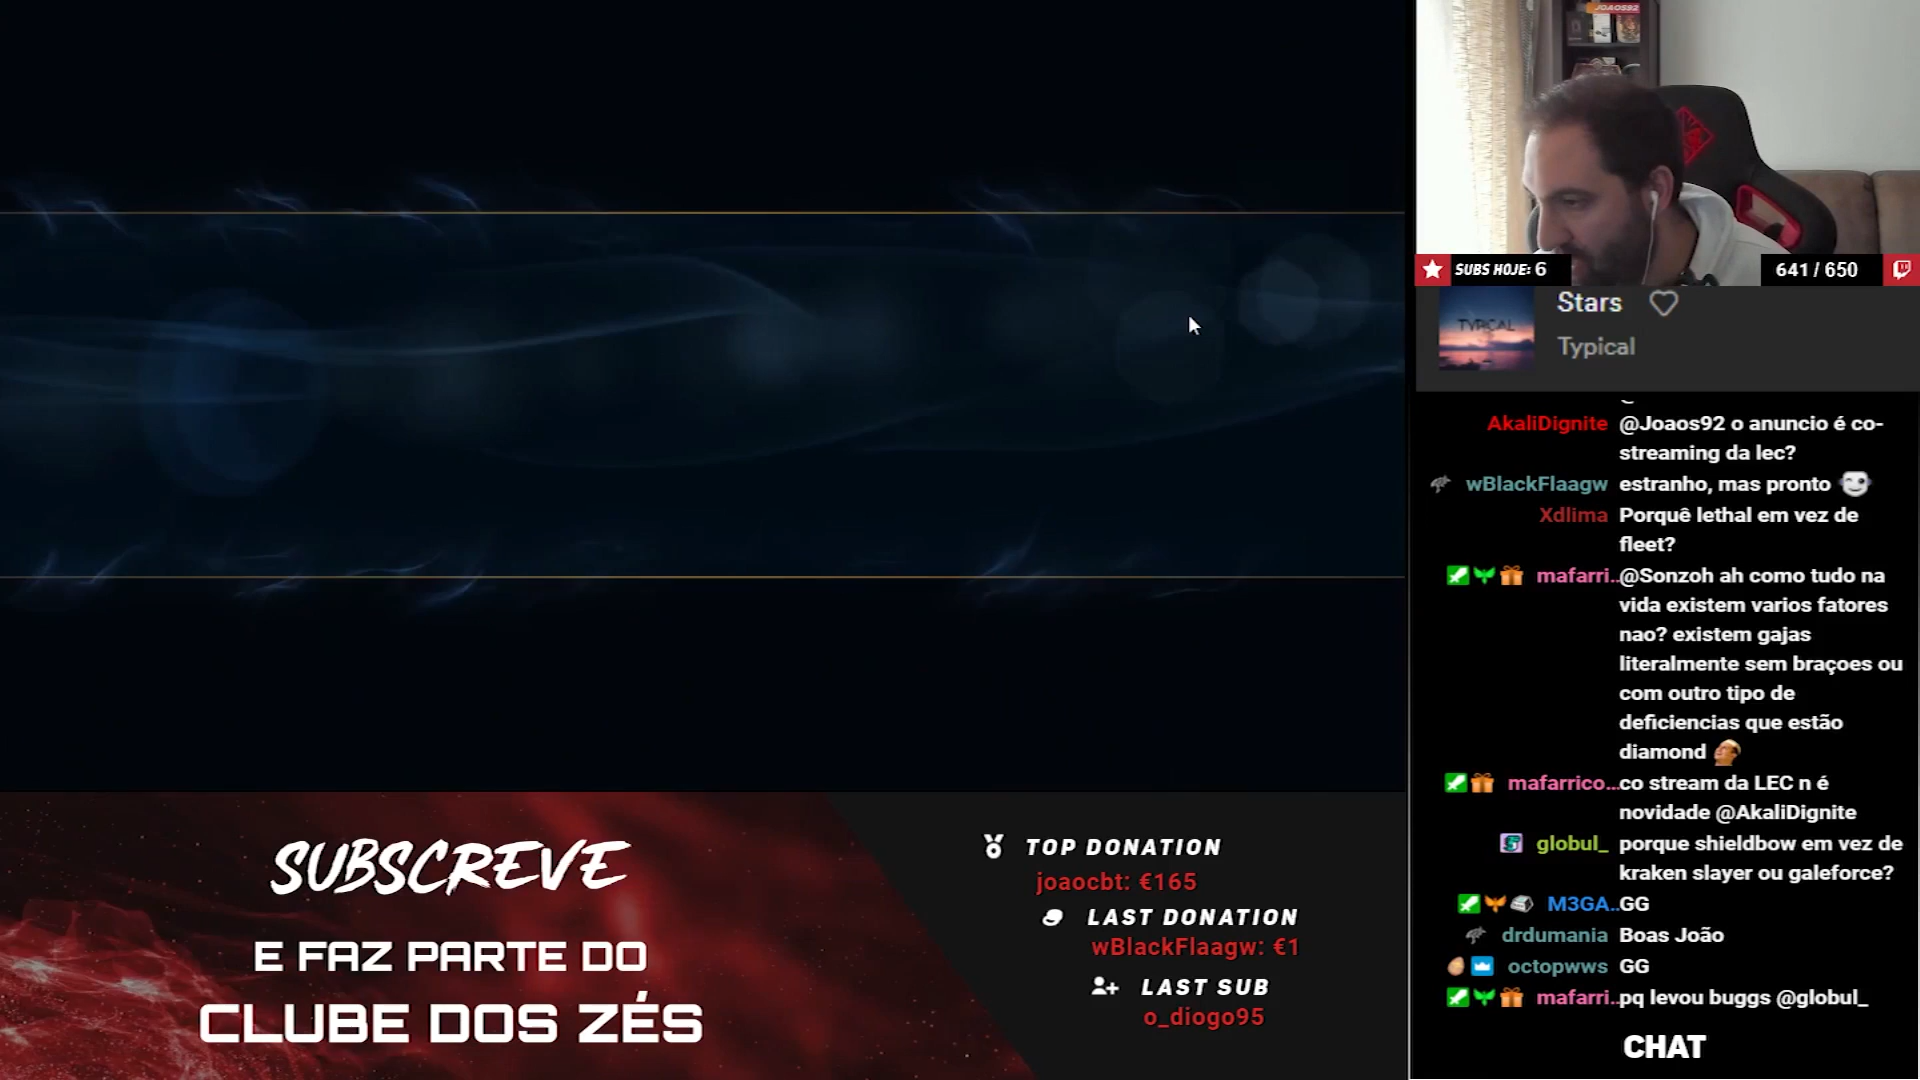 JOAOS92
SUBS HOJE: 6
641 / 650
TYPICAL
Stars
Typical
AkaliDignite @Joaos92 o anuncio é co-
streaming da lec?
wBlackFlaagw estranho, mas pronto
Xdlima Porquê lethal em vez de
fleet?
mafarri.. @Sonzoh ah como tudo na
vida existem varios fatores
nao? existem gajas
literalmente sem braçoes ou
com outro tipo de
deficiencias que estão
diamond
mafarrico... co stream da LEC n é
novidade @AkaliDignite
globul_ porque shieldbow em vez de
kraken slayer ou galeforce?
M3GA.. GG
drdumania Boas João
octopwws GG
mafarri.. pq levou buggs @globul_
CHAT
SUBSCREVE
E FAZ PARTE DO
CLUBE DOS ZÉS
TOP DONATION
joaocbt: €165
LAST DONATION
wBlackFlaagw: €1
LAST SUB
o_diogo95